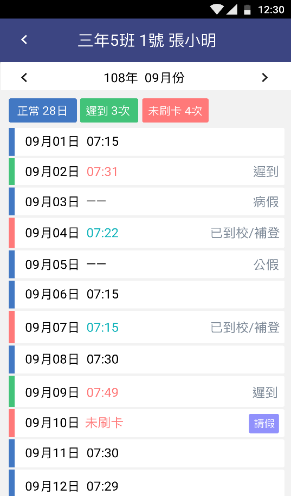 12:30
三年5班 1號 張小明
108年 09月份
正常 28日 遲到 3次 未刷卡 4次
09月01日 07:15
09月02日 07:31 遲到
09月03日 —— 病假
09月04日 07:22 已到校/補登
09月05日 —— 公假
09月06日 07:15
09月07日 07:15 已到校/補登
09月08日 07:30
09月09日 07:49 遲到
09月10日 未刷卡 請假
09月11日 07:30
09月12日 07:29